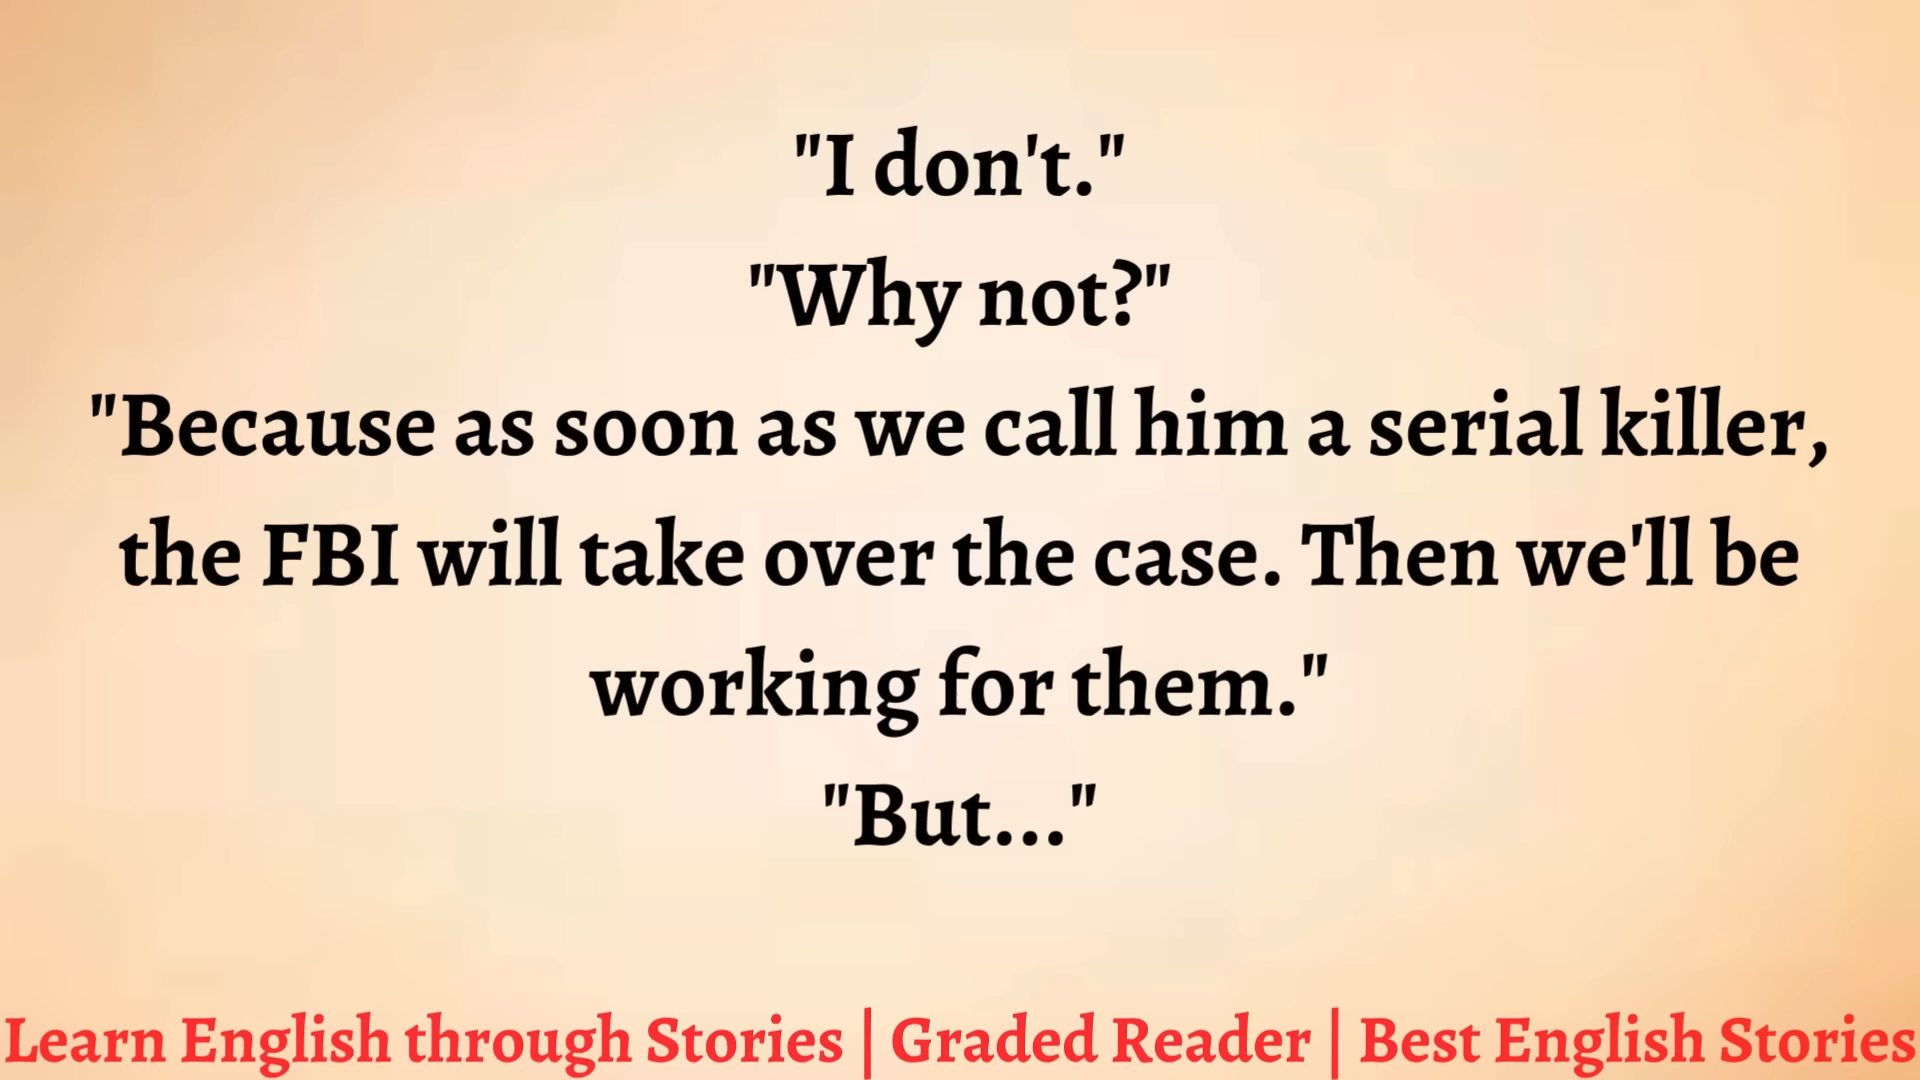 "I don't."
"Why not?"
"Because as soon as we call him a serial killer,
the FBI will take over the case. Then we'll be
working for them."
"But..."
Learn English through Stories | Graded Reader | Best English Stories